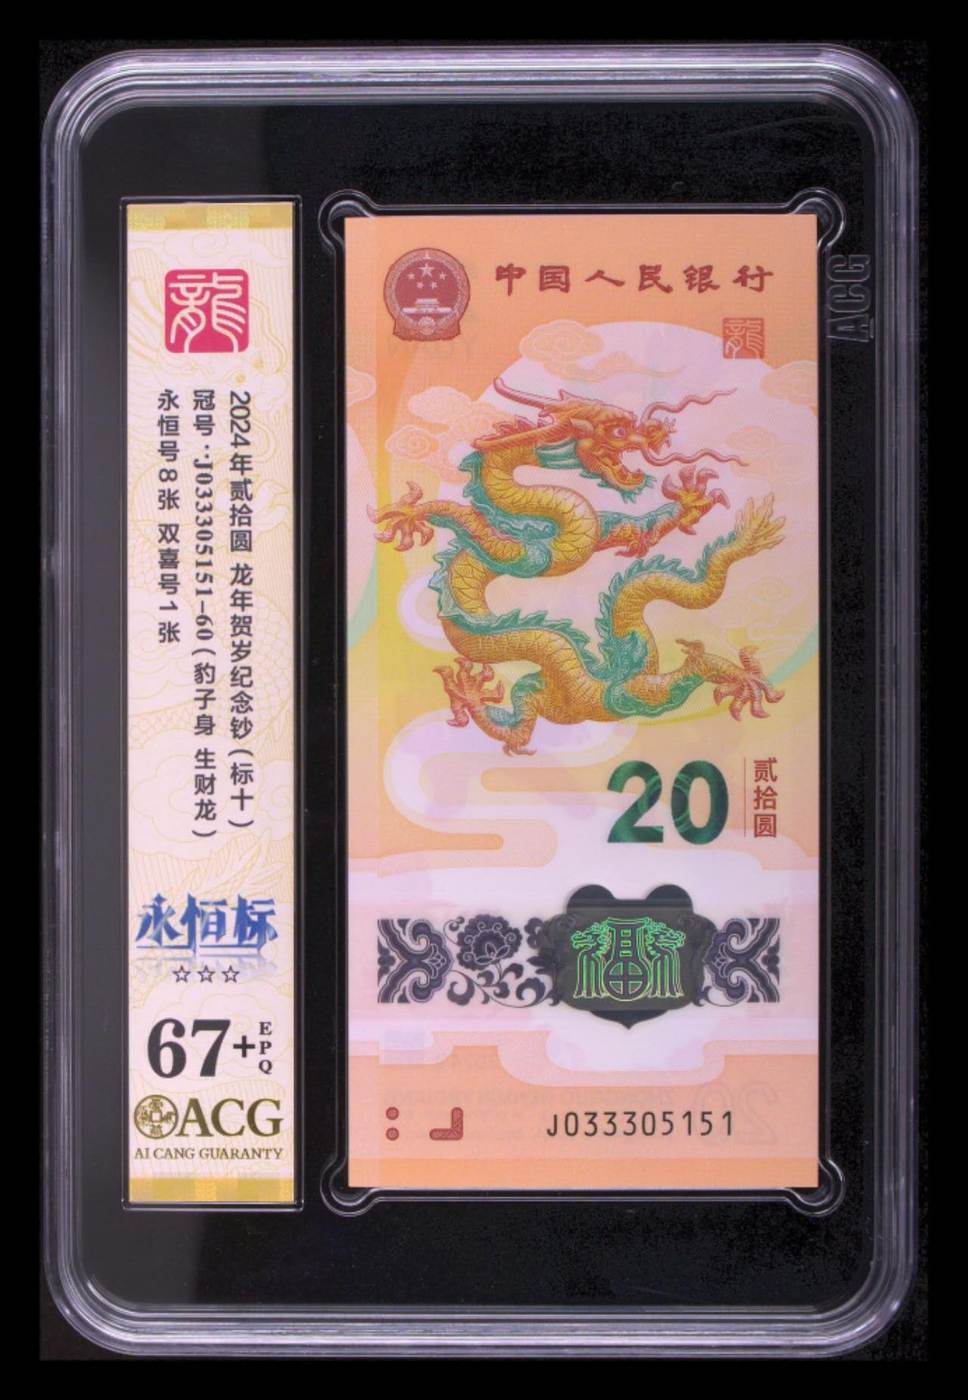 龍
2024年贰拾圆 龙年贺岁纪念钞(标十)
冠号:J033305151-60(豹子身 生财龙)
永恒号8张 双喜号1张
永恒标
☆☆☆
67+EPQ
ACG
AI CANG GUARANTY
中国人民银行
龍
20
贰拾圆
福
J033305151
ACG